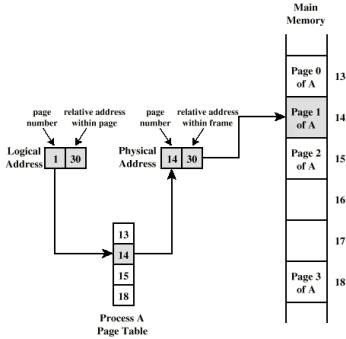 Main
Memory
Page 0
of A
13
page
number
relative address
within page
page
number
relative address
within frame
Page 1
of A
14
Logical
Address
1 30
Physical
Address
14 30
Page 2
of A
15
16
13
14
15
18
17
Page 3
of A
18
Process A
Page Table